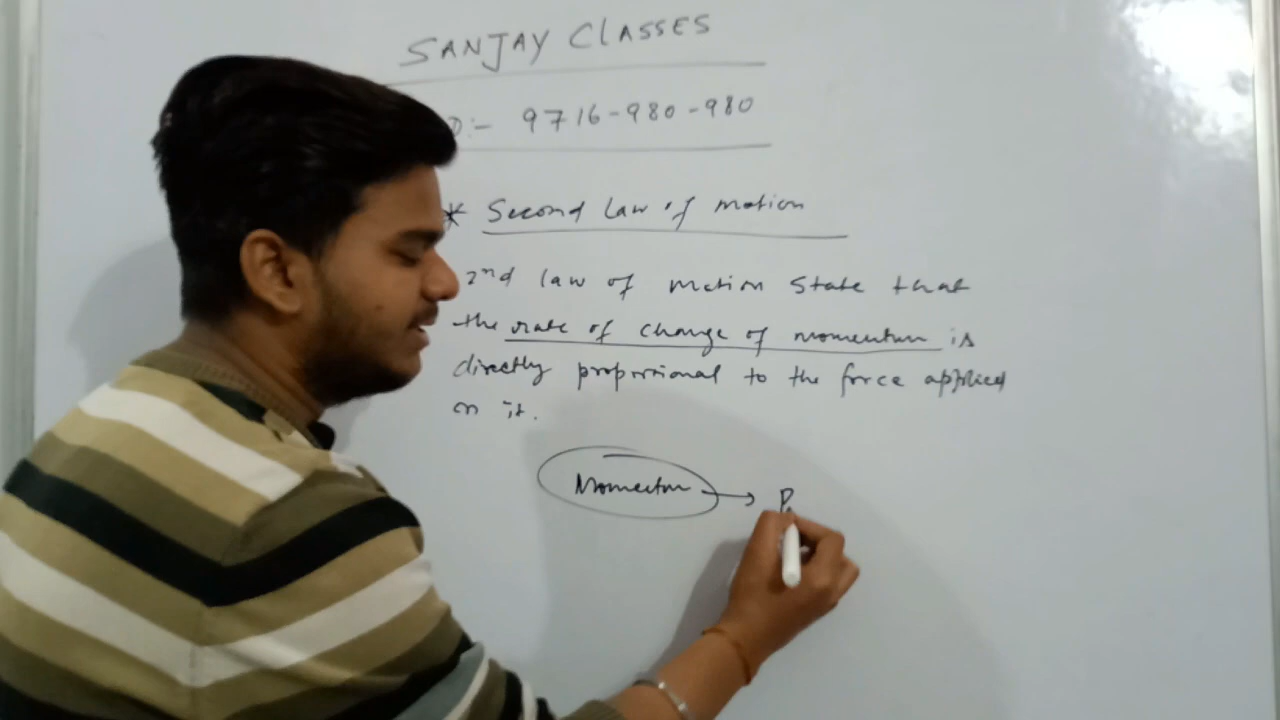 SANJAY CLASSES
:- 9716-980-980
* Second law of motion
2nd law of motion state that
the rate of change of momentum is
directly proporsional to the force applied
on it.
Momentum → P